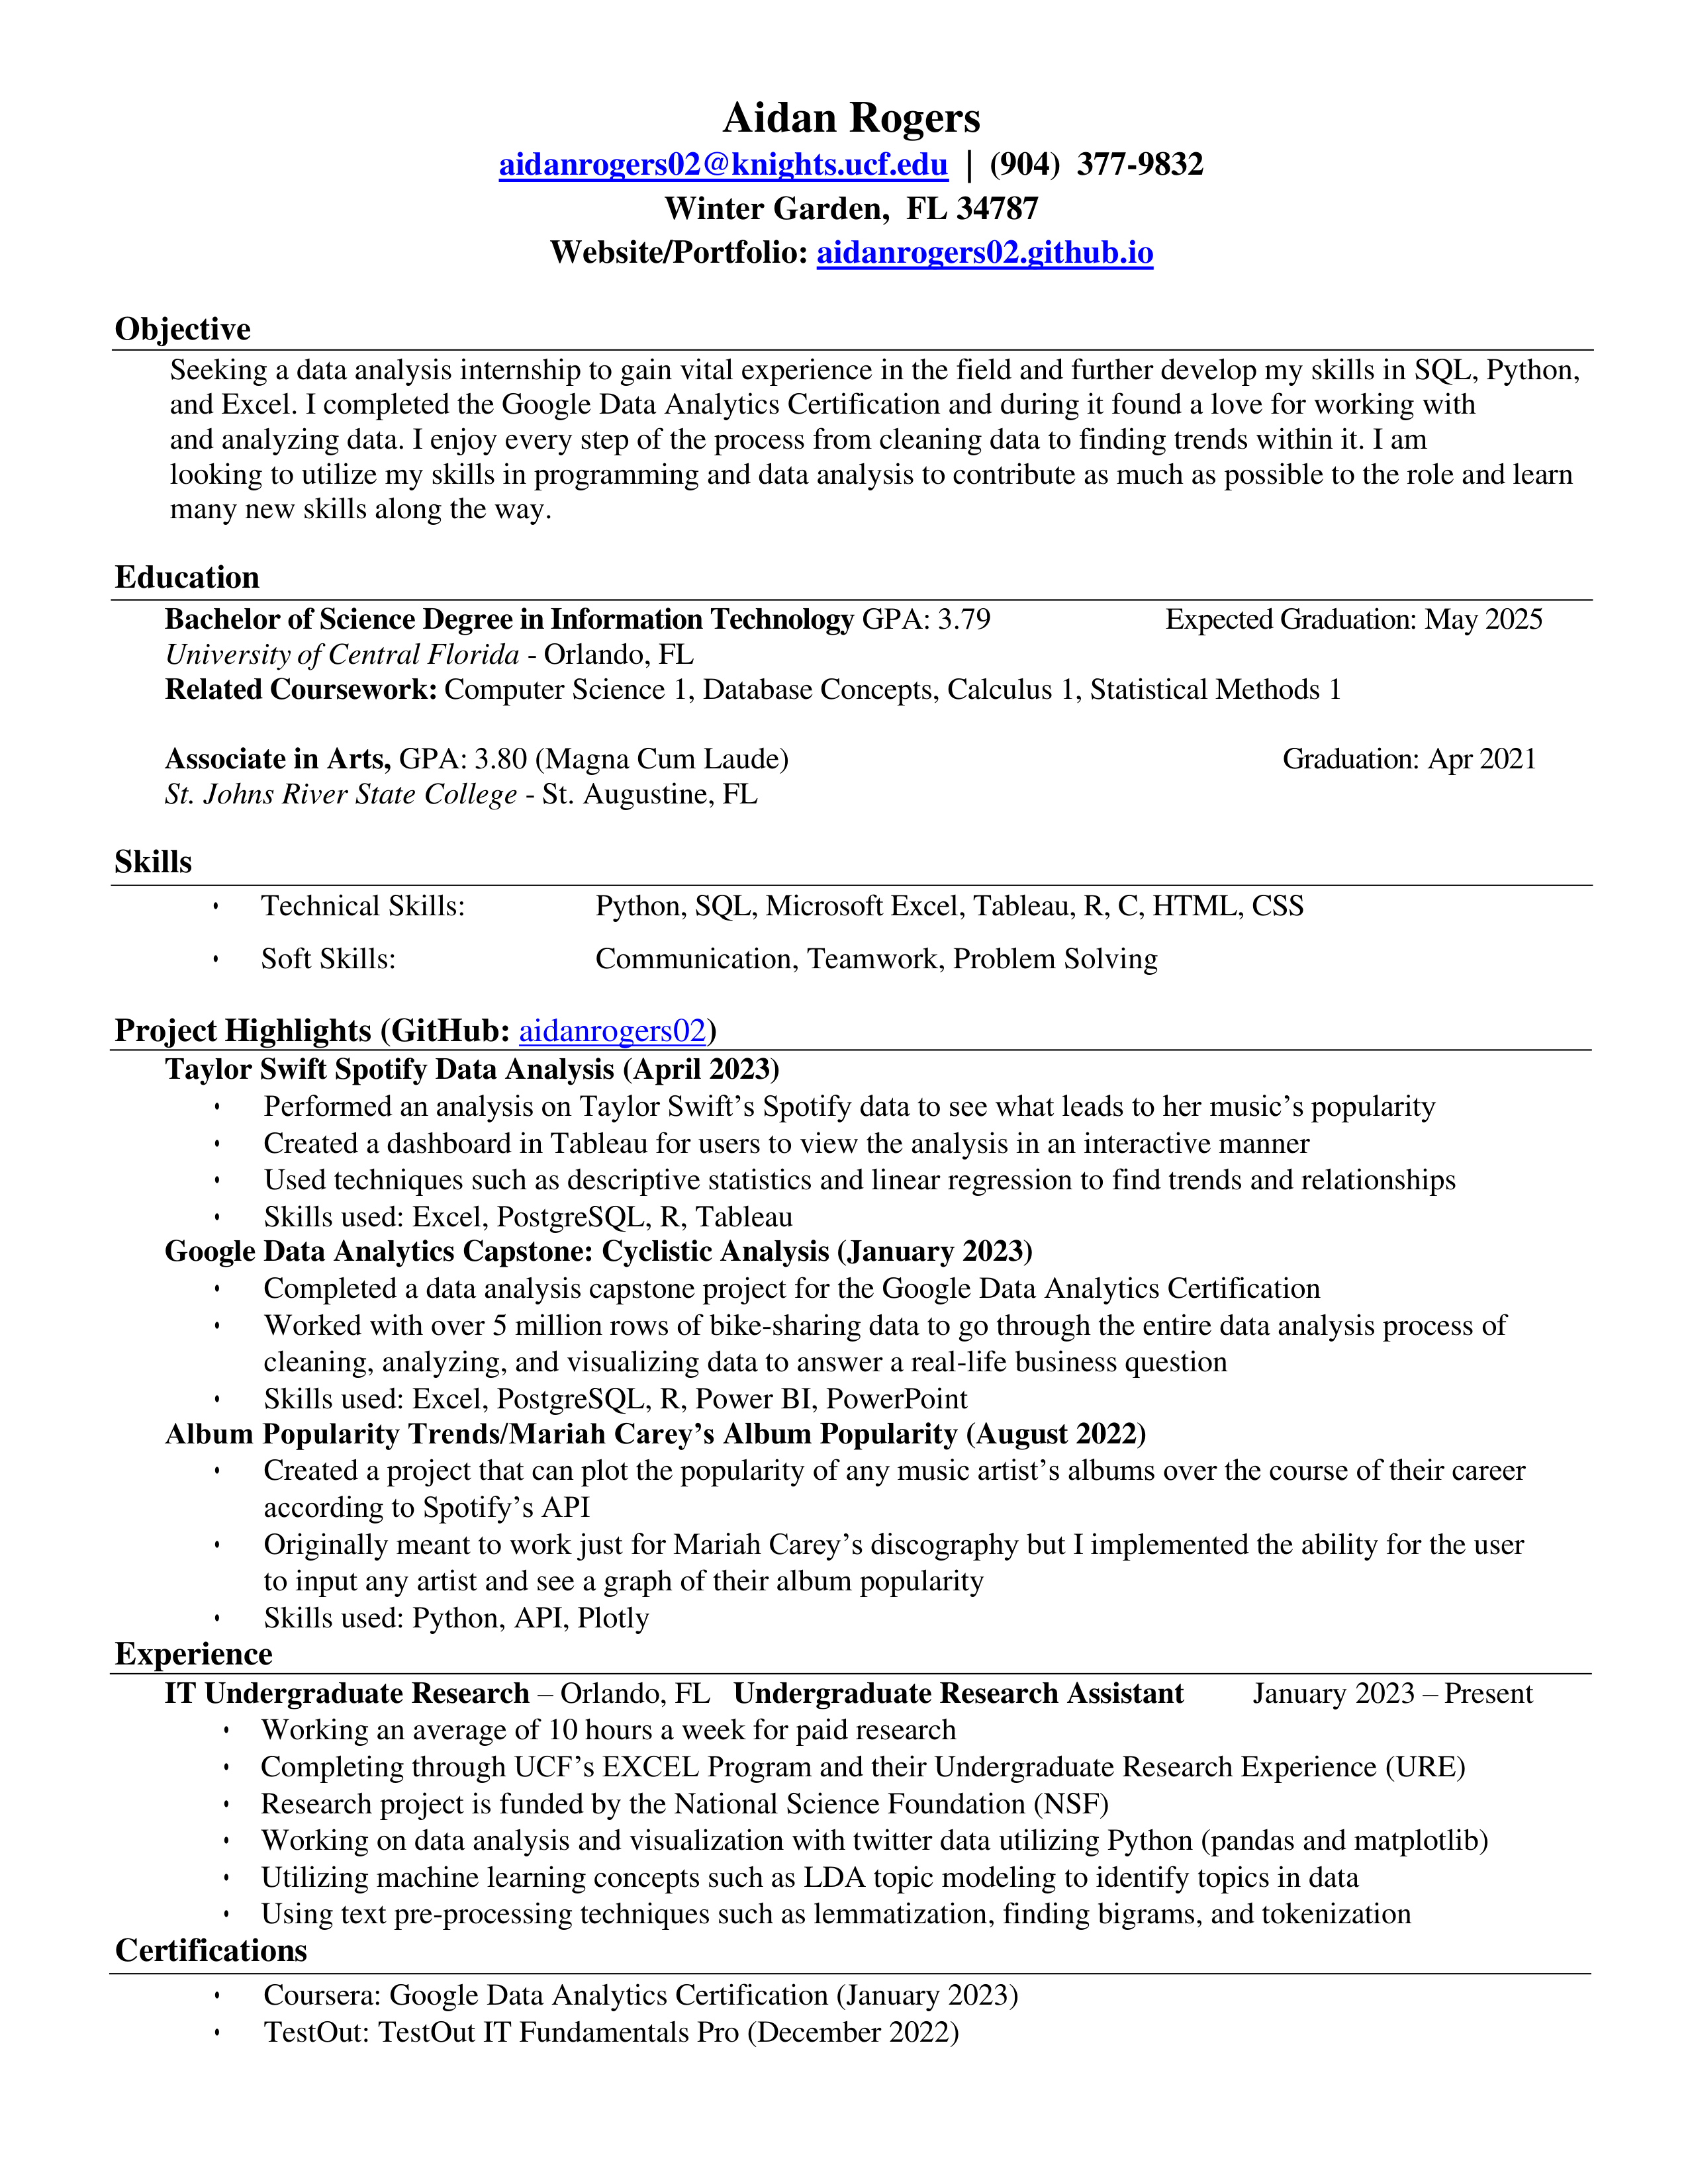 Aidan Rogers
aidanrogers02@knights.ucf.edu | (904) 377-9832
Winter Garden, FL 34787
Website/Portfolio: aidanrogers02.github.io
Objective
Seeking a data analysis internship to gain vital experience in the field and further develop my skills in SQL, Python,
and Excel. I completed the Google Data Analytics Certification and during it found a love for working with
and analyzing data. I enjoy every step of the process from cleaning data to finding trends within it. I am
looking to utilize my skills in programming and data analysis to contribute as much as possible to the role and learn
many new skills along the way.
Education
Bachelor of Science Degree in Information Technology GPA: 3.79 Expected Graduation: May 2025
University of Central Florida - Orlando, FL
Related Coursework: Computer Science 1, Database Concepts, Calculus 1, Statistical Methods 1
Associate in Arts, GPA: 3.80 (Magna Cum Laude) Graduation: Apr 2021
St. Johns River State College - St. Augustine, FL
Skills
• Technical Skills: Python, SQL, Microsoft Excel, Tableau, R, C, HTML, CSS
• Soft Skills: Communication, Teamwork, Problem Solving
Project Highlights (GitHub: aidanrogers02)
Taylor Swift Spotify Data Analysis (April 2023)
• Performed an analysis on Taylor Swift’s Spotify data to see what leads to her music’s popularity
• Created a dashboard in Tableau for users to view the analysis in an interactive manner
• Used techniques such as descriptive statistics and linear regression to find trends and relationships
• Skills used: Excel, PostgreSQL, R, Tableau
Google Data Analytics Capstone: Cyclistic Analysis (January 2023)
• Completed a data analysis capstone project for the Google Data Analytics Certification
• Worked with over 5 million rows of bike-sharing data to go through the entire data analysis process of
cleaning, analyzing, and visualizing data to answer a real-life business question
• Skills used: Excel, PostgreSQL, R, Power BI, PowerPoint
Album Popularity Trends/Mariah Carey’s Album Popularity (August 2022)
• Created a project that can plot the popularity of any music artist’s albums over the course of their career
according to Spotify’s API
• Originally meant to work just for Mariah Carey’s discography but I implemented the ability for the user
to input any artist and see a graph of their album popularity
• Skills used: Python, API, Plotly
Experience
IT Undergraduate Research – Orlando, FL Undergraduate Research Assistant January 2023 – Present
• Working an average of 10 hours a week for paid research
• Completing through UCF’s EXCEL Program and their Undergraduate Research Experience (URE)
• Research project is funded by the National Science Foundation (NSF)
• Working on data analysis and visualization with twitter data utilizing Python (pandas and matplotlib)
• Utilizing machine learning concepts such as LDA topic modeling to identify topics in data
• Using text pre-processing techniques such as lemmatization, finding bigrams, and tokenization
Certifications
• Coursera: Google Data Analytics Certification (January 2023)
• TestOut: TestOut IT Fundamentals Pro (December 2022)